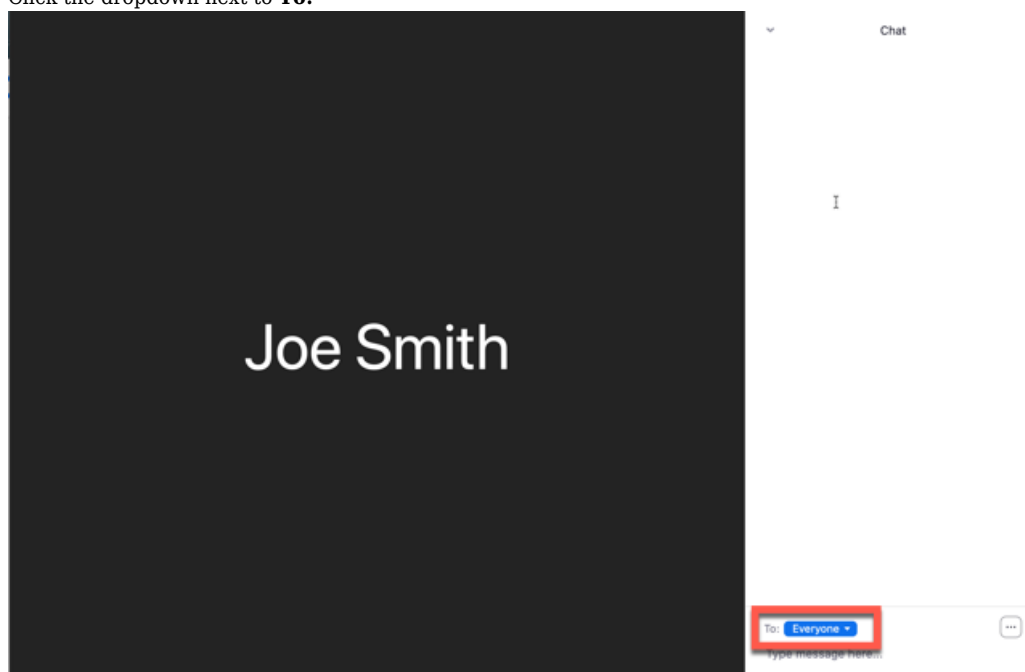 Click the dropdown next to To:
Chat
Joe Smith
To: Everyone
Type message here...